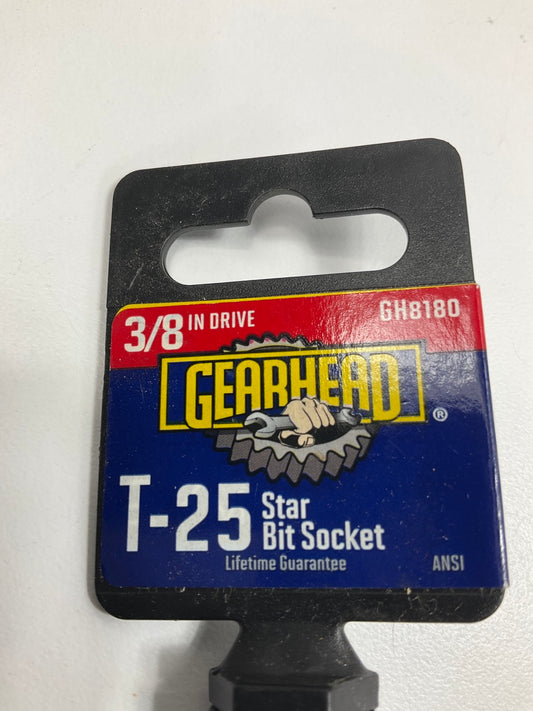 3/8 IN DRIVE GH8180
GEARHEAD ®
T-25 Star
Bit Socket
Lifetime Guarantee ANSI